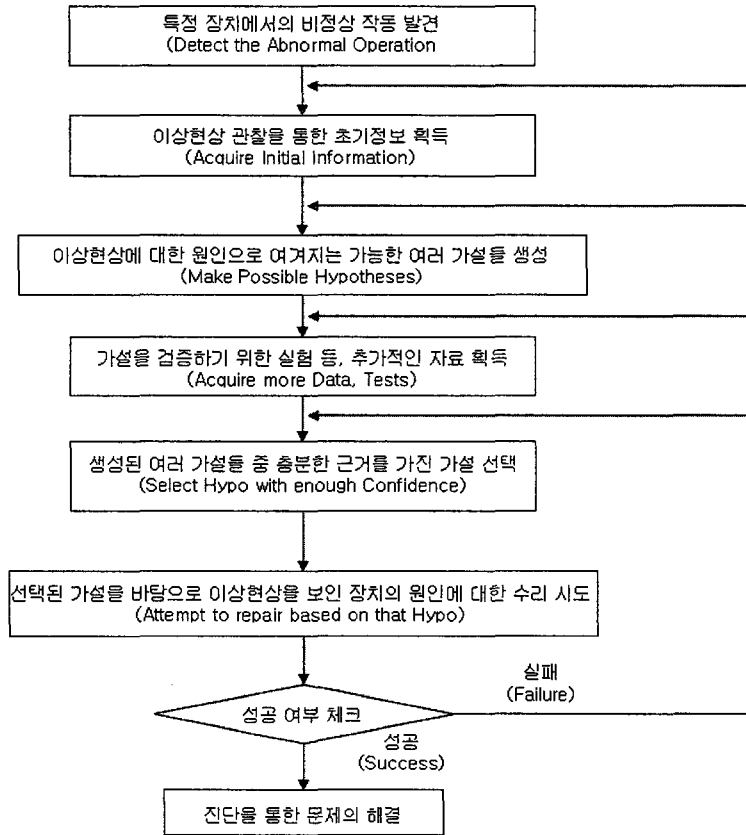 특정 장치에서의 비정상 작동 발견
(Detect the Abnormal Operation
이상현상 관찰을 통한 초기정보 획득
(Acquire Initial Information)
이상현상에 대한 원인으로 여겨지는 가능한 여러 가설들 생성
(Make Possible Hypotheses)
가설을 검증하기 위한 실험 등, 추가적인 자료 획득
(Acquire more Data, Tests)
생성된 여러 가설들 중 충분한 근거를 가진 가설 선택
(Select Hypo with enough Confidence)
선택된 가설을 바탕으로 이상현상을 보인 장치의 원인에 대한 수리 시도
(Attempt to repair based on that Hypo)
실패
(Failure)
성공 여부 체크
성공
(Success)
진단을 통한 문제의 해결